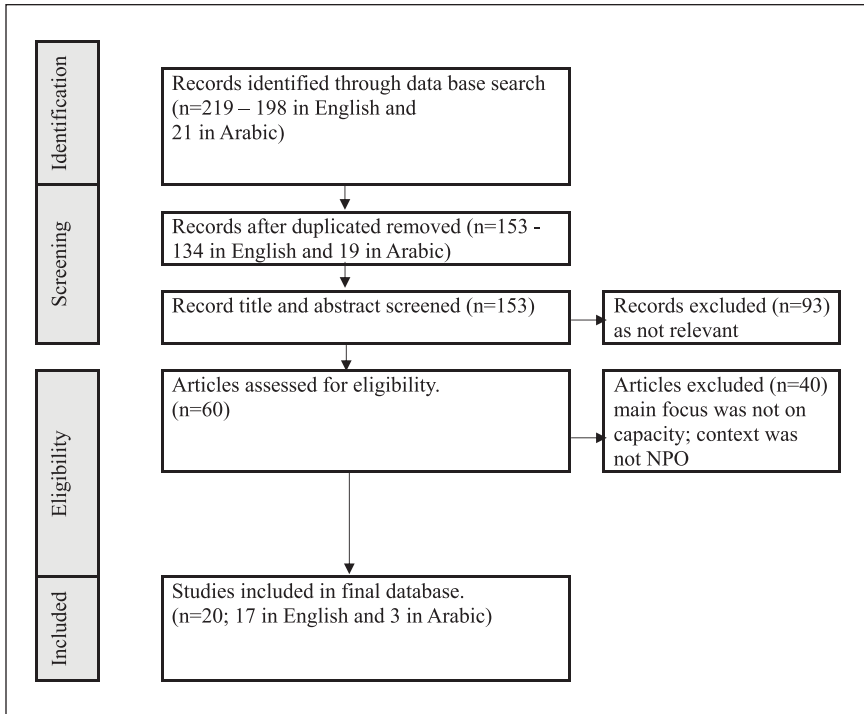 Identification
Records identified through data base search
(n=219 – 198 in English and
21 in Arabic)
Screening
Records after duplicated removed (n=153 -
134 in English and 19 in Arabic)
Record title and abstract screened (n=153)
Records excluded (n=93)
as not relevant
Eligibility
Articles assessed for eligibility.
(n=60)
Articles excluded (n=40)
main focus was not on
capacity; context was
not NPO
Included
Studies included in final database.
(n=20; 17 in English and 3 in Arabic)